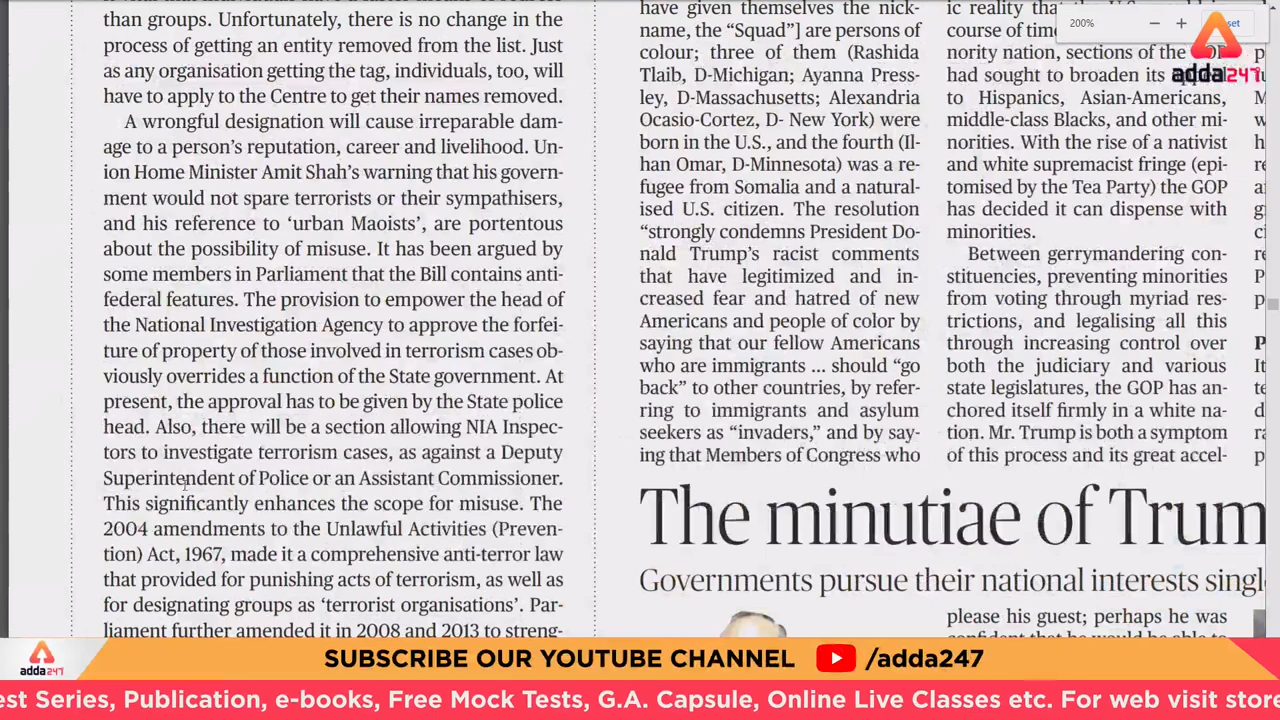 than groups. Unfortunately, there is no change in the
process of getting an entity removed from the list. Just
as any organisation getting the tag, individuals, too, will
have to apply to the Centre to get their names removed.
A wrongful designation will cause irreparable dam-
age to a person's reputation, career and livelihood. Un-
ion Home Minister Amit Shah's warning that his govern-
ment would not spare terrorists or their sympathisers,
and his reference to 'urban Maoists', are portentous
about the possibility of misuse. It has been argued by
some members in Parliament that the Bill contains anti-
federal features. The provision to empower the head of
the National Investigation Agency to approve the forfei-
ture of property of those involved in terrorism cases ob-
viously overrides a function of the State government. At
present, the approval has to be given by the State police
head. Also, there will be a section allowing NIA Inspec-
tors to investigate terrorism cases, as against a Deputy
Superintendent of Police or an Assistant Commissioner.
This significantly enhances the scope for misuse. The
2004 amendments to the Unlawful Activities (Preven-
tion) Act, 1967, made it a comprehensive anti-terror law
that provided for punishing acts of terrorism, as well as
for designating groups as 'terrorist organisations'. Par-
liament further amended it in 2008 and 2013 to streng-
have given themselves the nick-
name, the "Squad"] are persons of
colour; three of them (Rashida
Tlaib, D-Michigan; Ayanna Press-
ley, D-Massachusetts; Alexandria
Ocasio-Cortez, D- New York) were
born in the U.S., and the fourth (Il-
han Omar, D-Minnesota) was a re-
fugee from Somalia and a natural-
ised U.S. citizen. The resolution
"strongly condemns President Do-
nald Trump's racist comments
that have legitimized and in-
creased fear and hatred of new
Americans and people of color by
saying that our fellow Americans
who are immigrants ... should "go
back" to other countries, by refer-
ring to immigrants and asylum
seekers as "invaders," and by say-
ing that Members of Congress who
ic reality that
course of
nority nation, sections of the
had sought to broaden its
to Hispanics, Asian-Americans,
middle-class Blacks, and other mi-
norities. With the rise of a nativist
and white supremacist fringe (epi-
tomised by the Tea Party) the GOP
has decided it can dispense with
minorities.
Between gerrymandering con-
stituencies, preventing minorities
from voting through myriad res-
trictions, and legalising all this
through increasing control over
both the judiciary and various
state legislatures, the GOP has an-
chored itself firmly in a white na-
tion. Mr. Trump is both a symptom
of this process and its great accel-
200%
adda247
The minutiae of Trum
Governments pursue their national interests singl
please his guest; perhaps he was
adda247
SUBSCRIBE OUR YOUTUBE CHANNEL /adda247
est Series, Publication, e-books, Free Mock Tests, G.A. Capsule, Online Live Classes etc. For web visit store